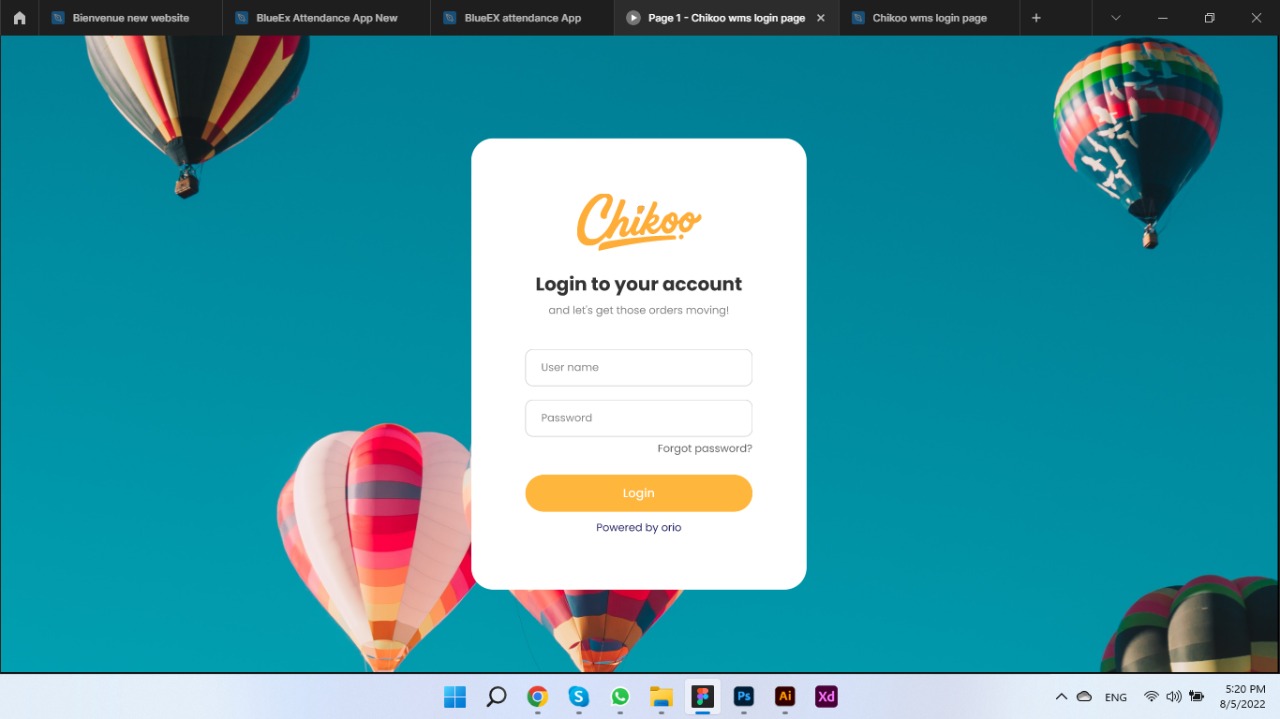 Bienvenue new website
BlueEx Attendance App New
BlueEX attendance App
Page 1 - Chikoo wms login page
Chikoo wms login page
Chikoo
Login to your account
and let's get those orders moving!
User name
Password
Forgot password?
Login
Powered by orio
Ps
Ai
Xd
ENG
5:20 PM
8/5/2022